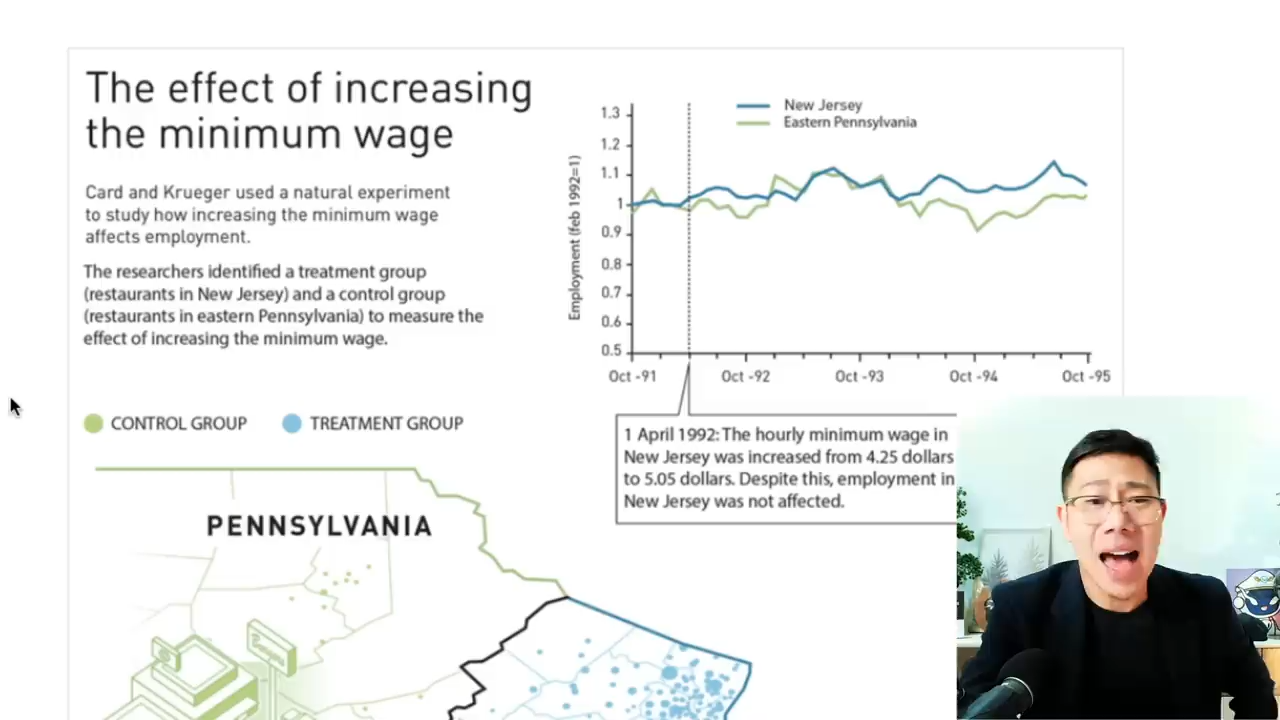 The effect of increasing
the minimum wage
Card and Krueger used a natural experiment
to study how increasing the minimum wage
affects employment.
The researchers identified a treatment group
(restaurants in New Jersey) and a control group
(restaurants in eastern Pennsylvania) to measure the
effect of increasing the minimum wage.
CONTROL GROUP
TREATMENT GROUP
New Jersey
Eastern Pennsylvania
Employment (feb 1992=1)
1.3
1.2
1.1
1
0.9
0.8
0.7
0.6
0.5
Oct -91
Oct -92
Oct -93
Oct -94
Oct -95
1 April 1992: The hourly minimum wage in
New Jersey was increased from 4.25 dollars
to 5.05 dollars. Despite this, employment in
New Jersey was not affected.
PENNSYLVANIA